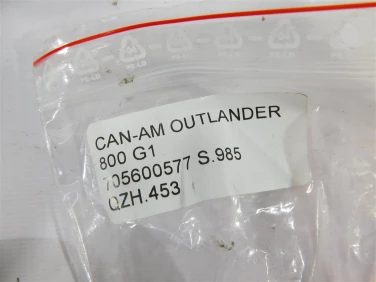 CAN-AM OUTLANDER
800 G1
705600577 S.985
QZH.453